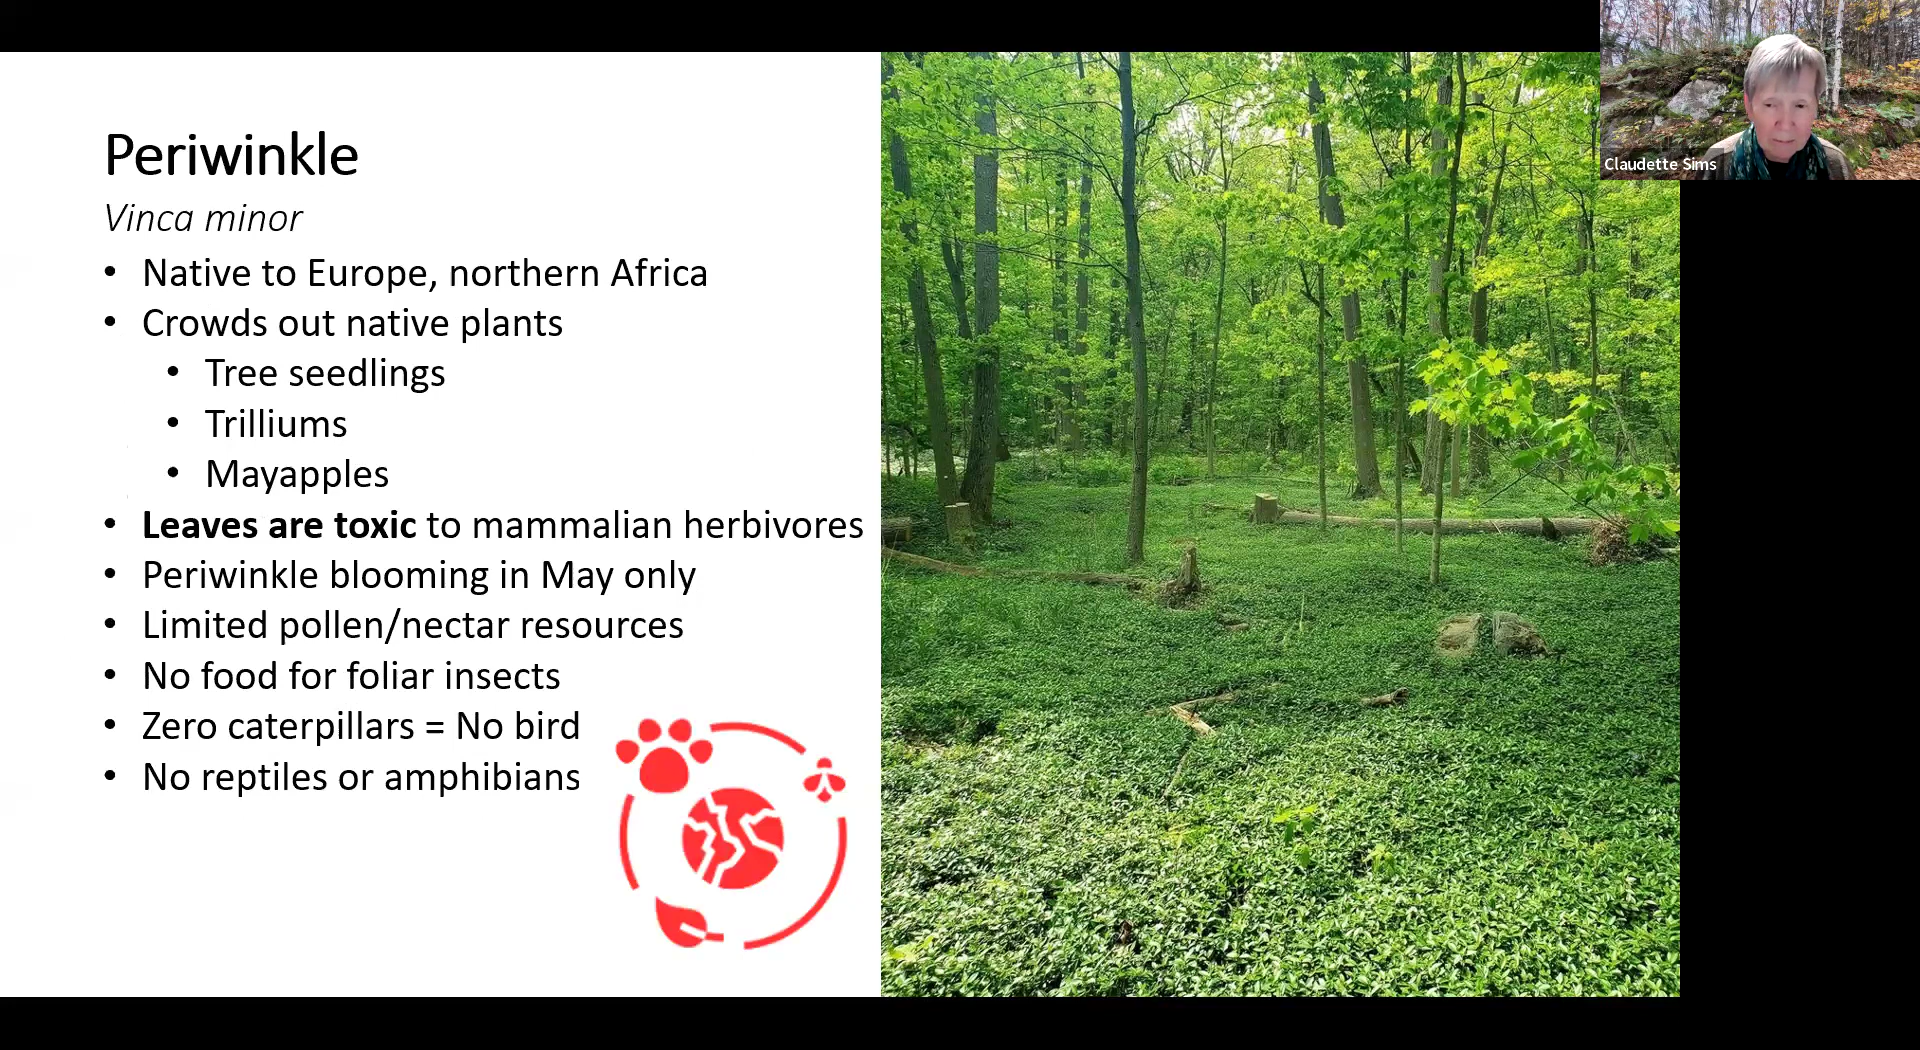 Periwinkle
Vinca minor
• Native to Europe, northern Africa
• Crowds out native plants
• Tree seedlings
• Trilliums
• Mayapples
• Leaves are toxic to mammalian herbivores
• Periwinkle blooming in May only
• Limited pollen/nectar resources
• No food for foliar insects
• Zero caterpillars = No bird
• No reptiles or amphibians
Claudette Sims